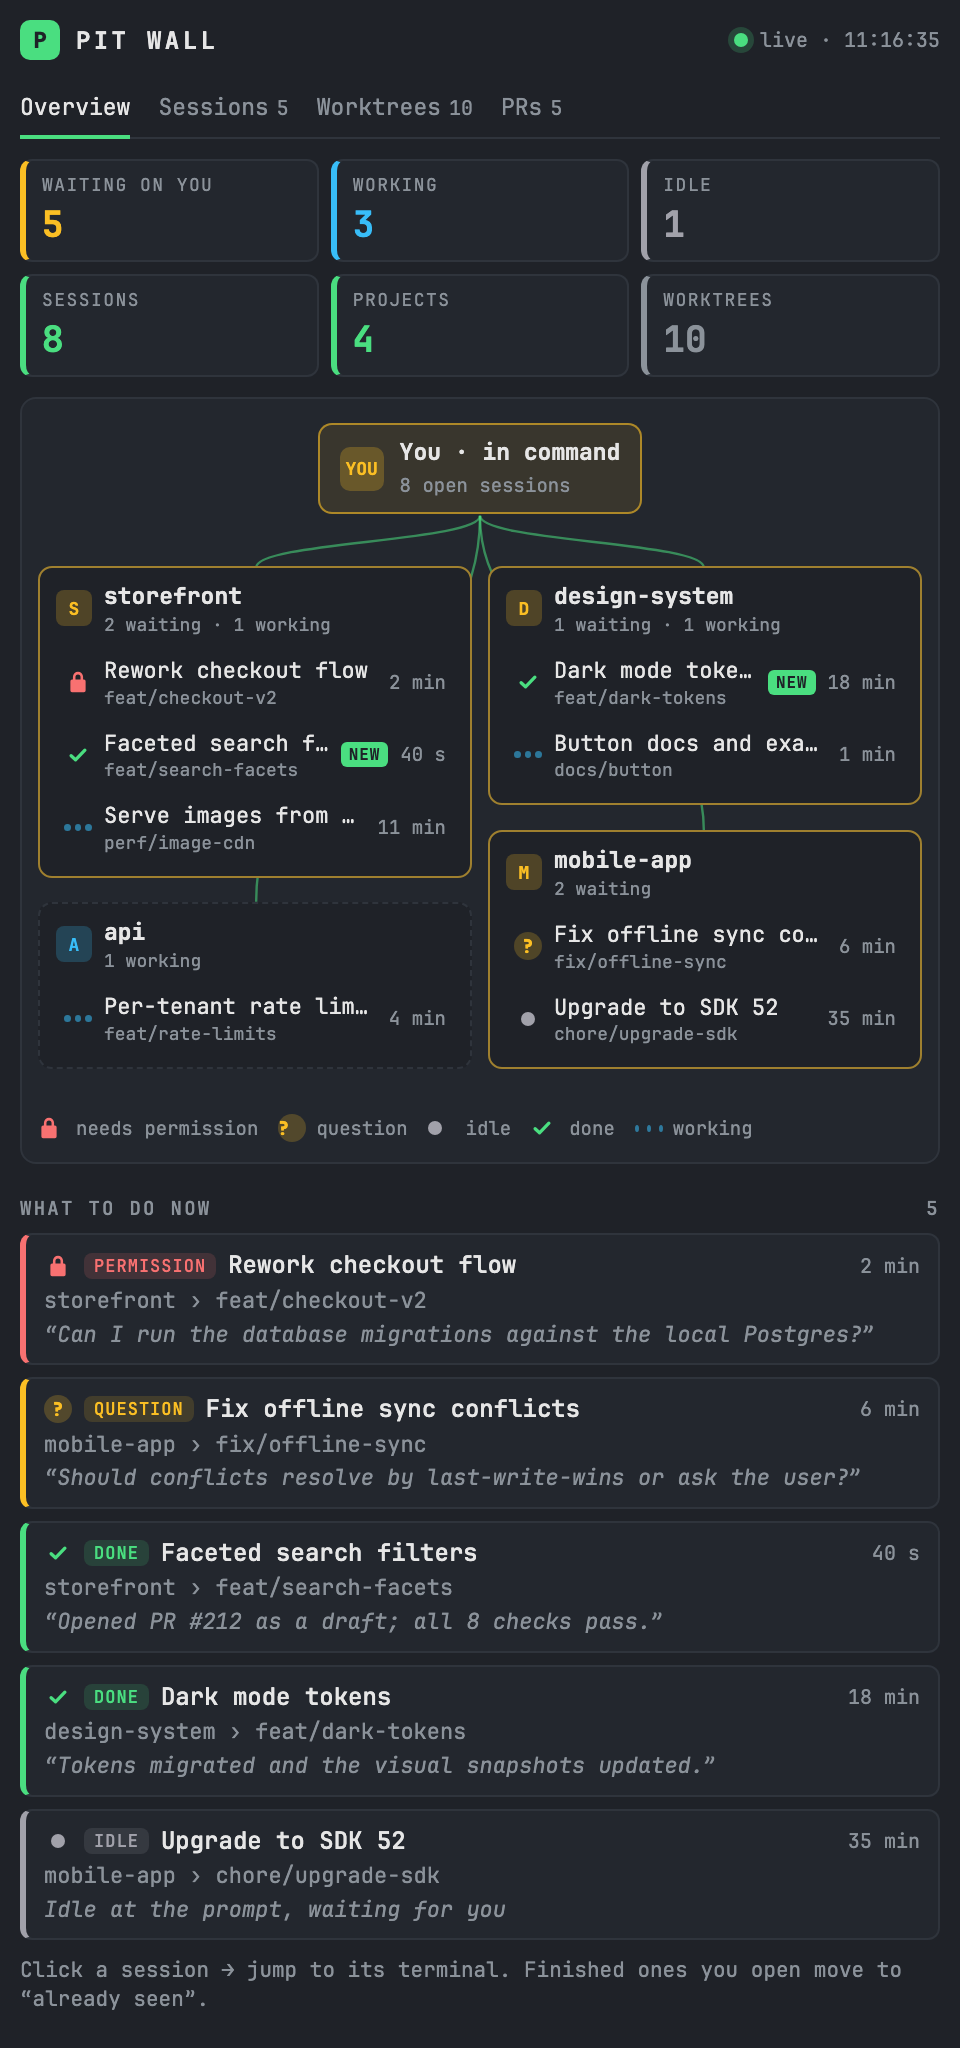 P PIT WALL live · 11:16:35
Overview Sessions 5 Worktrees 10 PRs 5
WAITING ON YOU
5
WORKING
3
IDLE
1
SESSIONS
8
PROJECTS
4
WORKTREES
10
YOU You · in command
8 open sessions
S storefront
2 waiting · 1 working
Rework checkout flow 2 min
feat/checkout-v2
Faceted search f… NEW 40 s
feat/search-facets
Serve images from … 11 min
perf/image-cdn
D design-system
1 waiting · 1 working
Dark mode toke… NEW 18 min
feat/dark-tokens
Button docs and exa… 1 min
docs/button
A api
1 working
Per-tenant rate lim… 4 min
feat/rate-limits
M mobile-app
2 waiting
? Fix offline sync co… 6 min
fix/offline-sync
Upgrade to SDK 52 35 min
chore/upgrade-sdk
needs permission ? question idle done working
WHAT TO DO NOW 5
PERMISSION Rework checkout flow 2 min
storefront › feat/checkout-v2
“Can I run the database migrations against the local Postgres?”
? QUESTION Fix offline sync conflicts 6 min
mobile-app › fix/offline-sync
“Should conflicts resolve by last-write-wins or ask the user?”
DONE Faceted search filters 40 s
storefront › feat/search-facets
“Opened PR #212 as a draft; all 8 checks pass.”
DONE Dark mode tokens 18 min
design-system › feat/dark-tokens
“Tokens migrated and the visual snapshots updated.”
IDLE Upgrade to SDK 52 35 min
mobile-app › chore/upgrade-sdk
Idle at the prompt, waiting for you
Click a session → jump to its terminal. Finished ones you open move to
“already seen”.